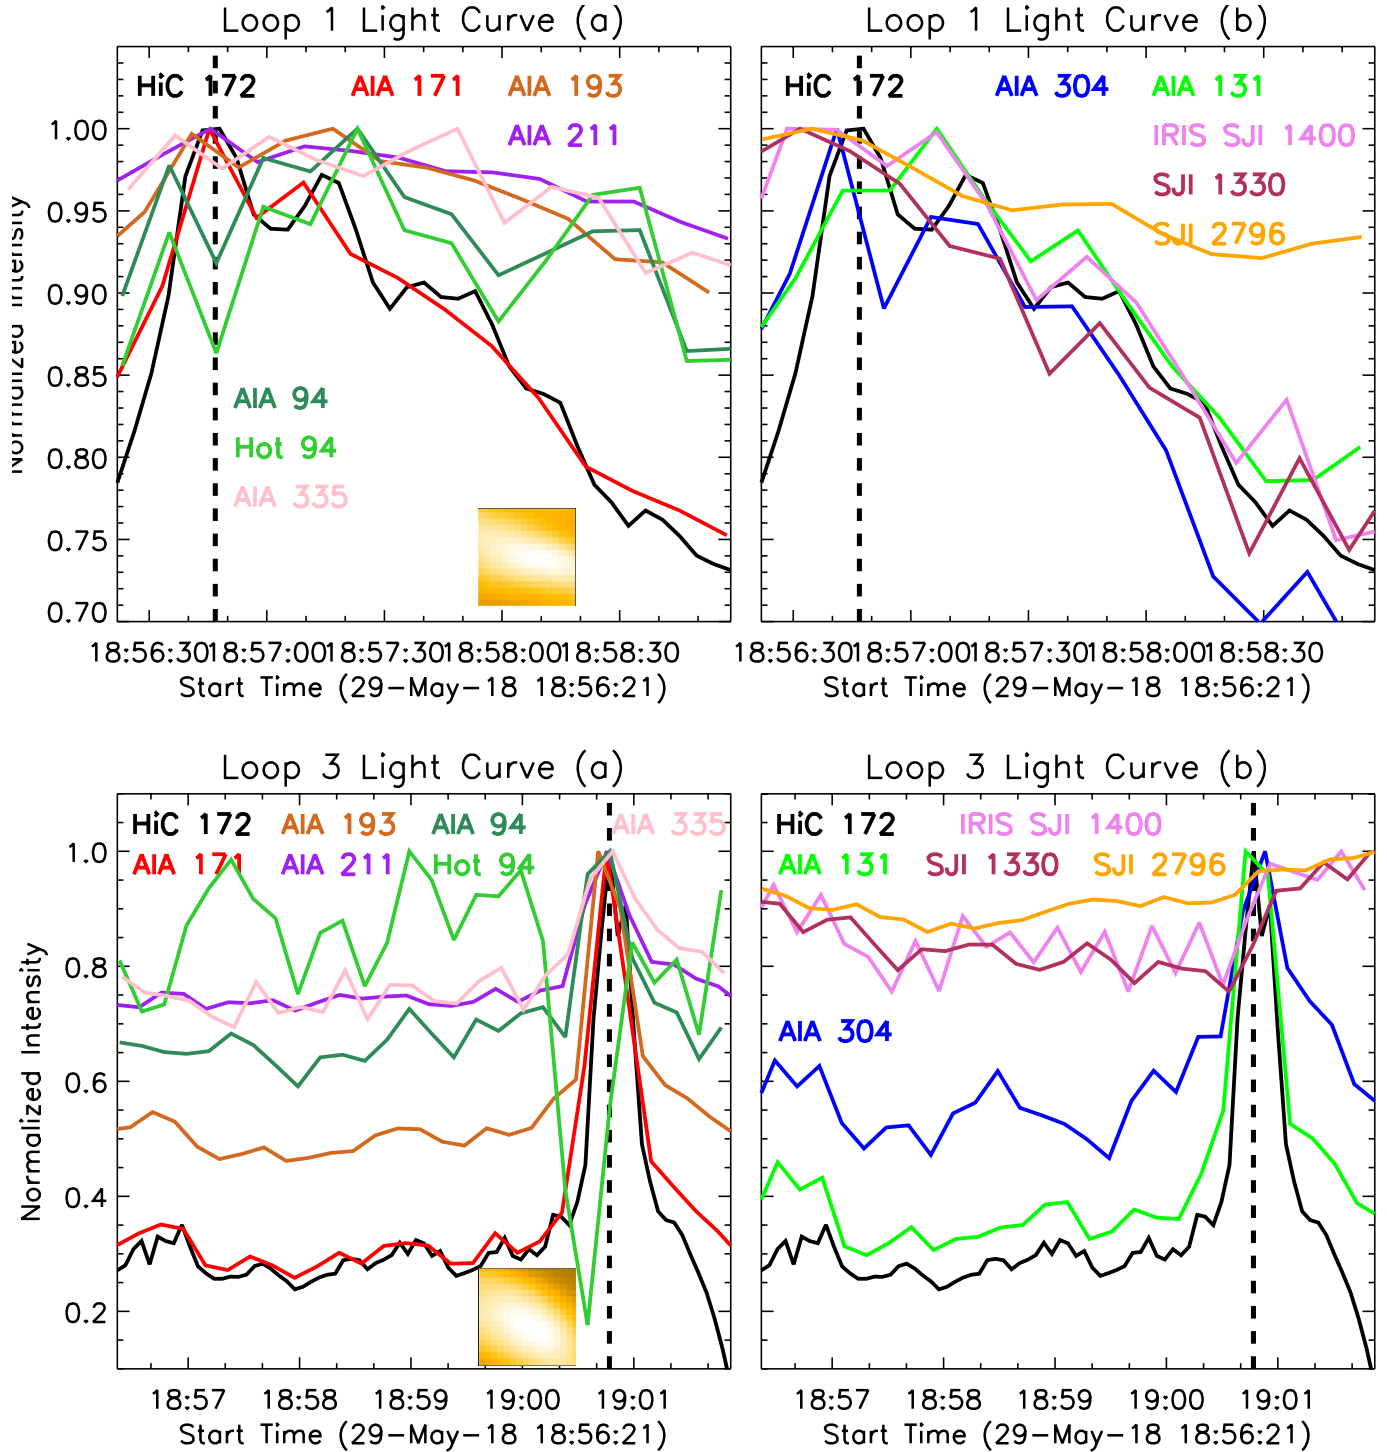 Loop 1 Light Curve (a)
HiC 172 AIA 171 AIA 193
AIA 211
AIA 94
Hot 94
AIA 335
Normalized Intensity
1.00
0.95
0.90
0.85
0.80
0.75
0.70
18:56:30 18:57:00 18:57:30 18:58:00 18:58:30
Start Time (29-May-18 18:56:21)
Loop 1 Light Curve (b)
HiC 172 AIA 304 AIA 131
IRIS SJI 1400
SJI 1330
SJI 2796
18:56:30 18:57:00 18:57:30 18:58:00 18:58:30
Start Time (29-May-18 18:56:21)
Loop 3 Light Curve (a)
HiC 172 AIA 193 AIA 94 AIA 335
AIA 171 AIA 211 Hot 94
Normalized Intensity
1.0
0.8
0.6
0.4
0.2
18:57 18:58 18:59 19:00 19:01
Start Time (29-May-18 18:56:21)
Loop 3 Light Curve (b)
HiC 172 IRIS SJI 1400
AIA 131 SJI 1330 SJI 2796
AIA 304
18:57 18:58 18:59 19:00 19:01
Start Time (29-May-18 18:56:21)